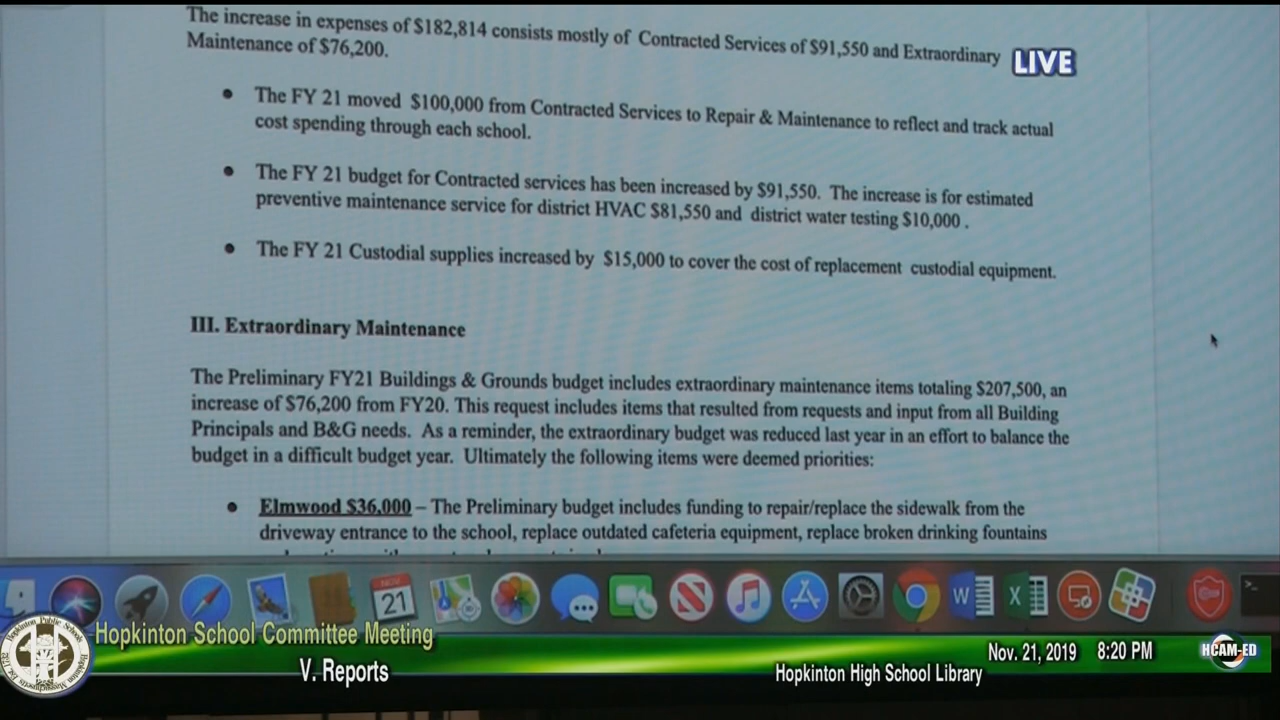 The increase in expenses of $182,814 consists mostly of Contracted Services of $91,550 and Extraordinary
Maintenance of $76,200.
LIVE
• The FY 21 moved $100,000 from Contracted Services to Repair & Maintenance to reflect and track actual
cost spending through each school.
• The FY 21 budget for Contracted services has been increased by $91,550. The increase is for estimated
preventive maintenance service for district HVAC $81,550 and district water testing $10,000 .
• The FY 21 Custodial supplies increased by $15,000 to cover the cost of replacement custodial equipment.
III. Extraordinary Maintenance
The Preliminary FY21 Buildings & Grounds budget includes extraordinary maintenance items totaling $207,500, an
increase of $76,200 from FY20. This request includes items that resulted from requests and input from all Building
Principals and B&G needs. As a reminder, the extraordinary budget was reduced last year in an effort to balance the
budget in a difficult budget year. Ultimately the following items were deemed priorities:
• Elmwood $36,000 – The Preliminary budget includes funding to repair/replace the sidewalk from the
driveway entrance to the school, replace outdated cafeteria equipment, replace broken drinking fountains
NOV
21
W
X
Hopkinton Public Schools
Hopkinton School Committee Meeting
V. Reports
Nov. 21, 2019 8:20 PM
Hopkinton High School Library
HCAM-ED